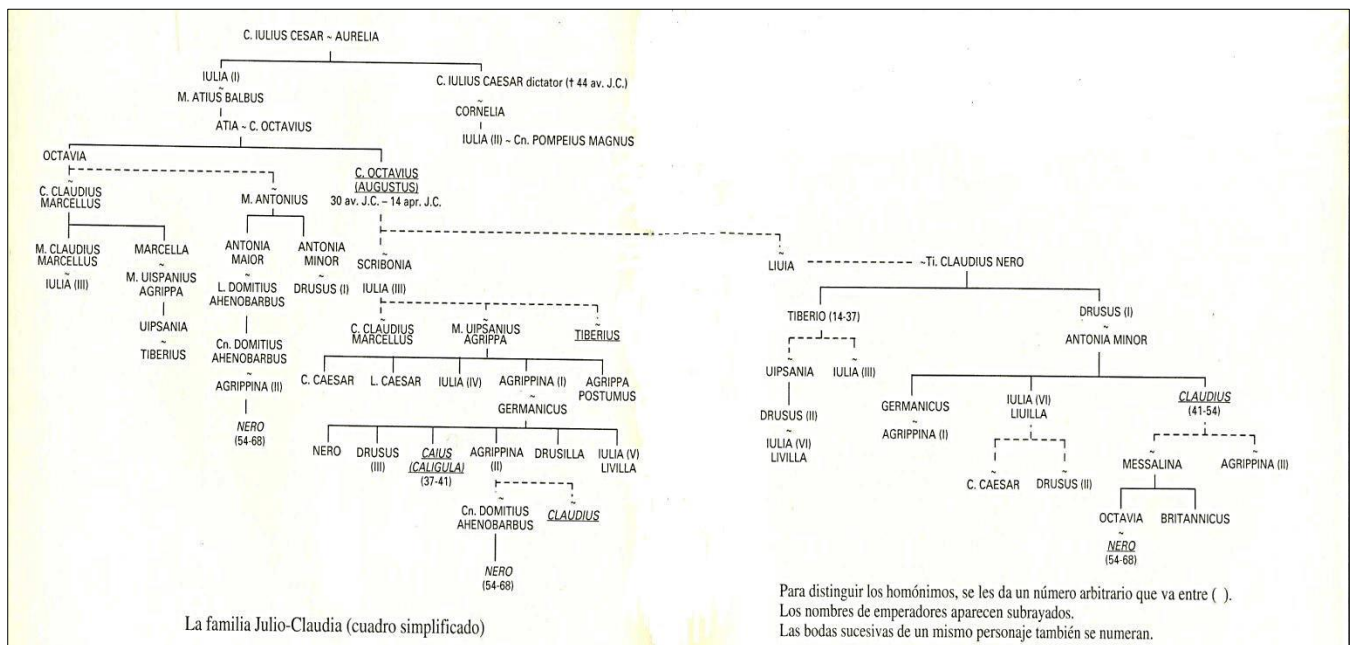 C. IULIUS CESAR ~ AURELIA
IULIA (I)
~
M. ATIUS BALBUS
C. IULIUS CAESAR dictator († 44 av. J.C.)
~
CORNELIA
ATIA ~ C. OCTAVIUS
IULIA (II) ~ Cn. POMPEIUS MAGNUS
OCTAVIA
C. OCTAVIUS
(AUGUSTUS)
30 av. J.C. – 14 apr. J.C.
~
C. CLAUDIUS
MARCELLUS
~
M. ANTONIUS
M. CLAUDIUS
MARCELLUS
~
IULIA (III)
MARCELLA
~
M. UISPANIUS
AGRIPPA
UIPSANIA
~
TIBERIUS
ANTONIA
MAIOR
~
L. DOMITIUS
AHENOBARBUS
Cn. DOMITIUS
AHENOBARBUS
~
AGRIPPINA (II)
NERO
(54-68)
ANTONIA
MINOR
~
DRUSUS (I)
~
SCRIBONIA
IULIA (III)
~
C. CLAUDIUS
MARCELLUS
~
M. UIPSANIUS
AGRIPPA
~
TIBERIUS
C. CAESAR
L. CAESAR
IULIA (IV)
AGRIPPINA (I)
~
GERMANICUS
AGRIPPA
POSTUMUS
NERO
DRUSUS
(III)
CAIUS
(CALIGULA)
(37-41)
AGRIPPINA
(II)
DRUSILLA
IULIA (V)
LIVILLA
~
Cn. DOMITIUS
AHENOBARBUS
~
CLAUDIUS
NERO
(54-68)
~
LIUIA
~Ti. CLAUDIUS NERO
TIBERIO (14-37)
DRUSUS (I)
~
ANTONIA MINOR
~
UIPSANIA
~
IULIA (III)
DRUSUS (II)
~
IULIA (VI)
LIVILLA
GERMANICUS
~
AGRIPPINA (I)
IULIA (VI)
LIUILLA
CLAUDIUS
(41-54)
~
C. CAESAR
~
DRUSUS (II)
~
MESSALINA
~
AGRIPPINA (II)
OCTAVIA
~
NERO
(54-68)
BRITANNICUS
La familia Julio-Claudia (cuadro simplificado)
Para distinguir los homónimos, se les da un número arbitrario que va entre ( ).
Los nombres de emperadores aparecen subrayados.
Las bodas sucesivas de un mismo personaje también se numeran.